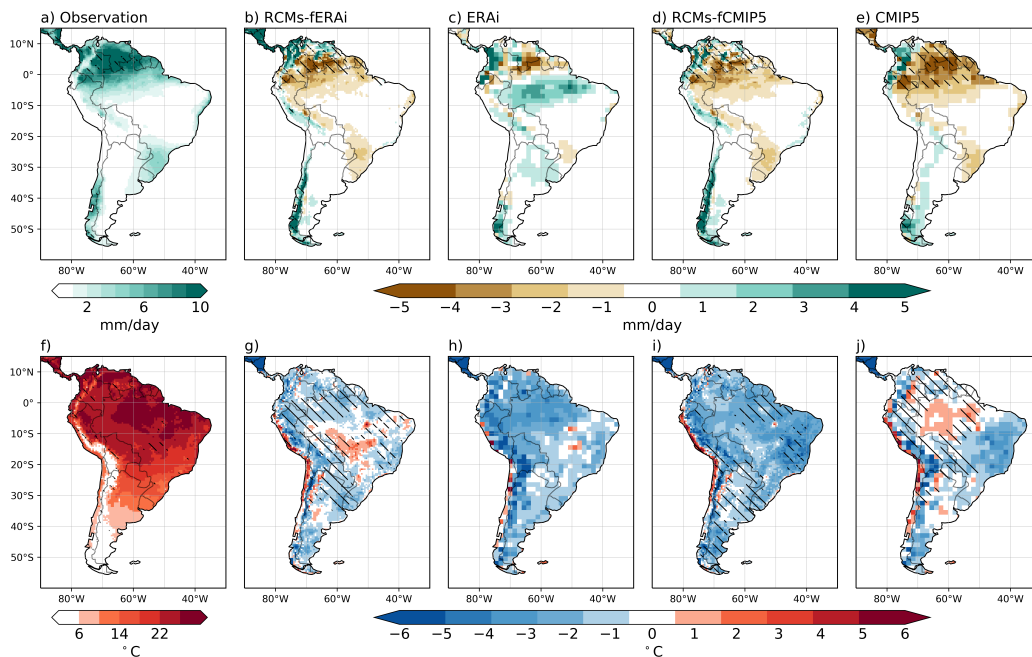 a) Observation b) RCMs-fERAi c) ERAi d) RCMs-fCMIP5 e) CMIP5
10°N
0°
10°S
20°S
30°S
40°S
50°S
80°W 60°W 40°W 80°W 60°W 40°W 80°W 60°W 40°W 80°W 60°W 40°W 80°W 60°W 40°W
2 6 10 −5 −4 −3 −2 −1 0 1 2 3 4 5
mm/day mm/day
f) g) h) i) j)
10°N
0°
10°S
20°S
30°S
40°S
50°S
80°W 60°W 40°W 80°W 60°W 40°W 80°W 60°W 40°W 80°W 60°W 40°W 80°W 60°W 40°W
6 14 22 −6 −5 −4 −3 −2 −1 0 1 2 3 4 5 6
°C °C